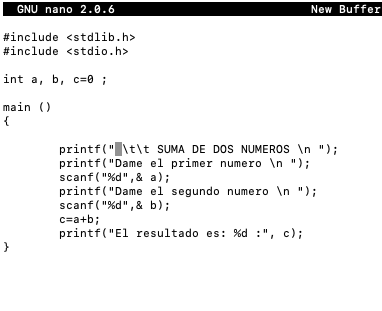 GNU nano 2.0.6 New Buffer
#include <stdlib.h>
#include <stdio.h>
int a, b, c=0 ;
main ()
{
printf(" \t\t SUMA DE DOS NUMEROS \n ");
printf("Dame el primer numero \n ");
scanf("%d",& a);
printf("Dame el segundo numero \n ");
scanf("%d",& b);
c=a+b;
printf("El resultado es: %d :", c);
}